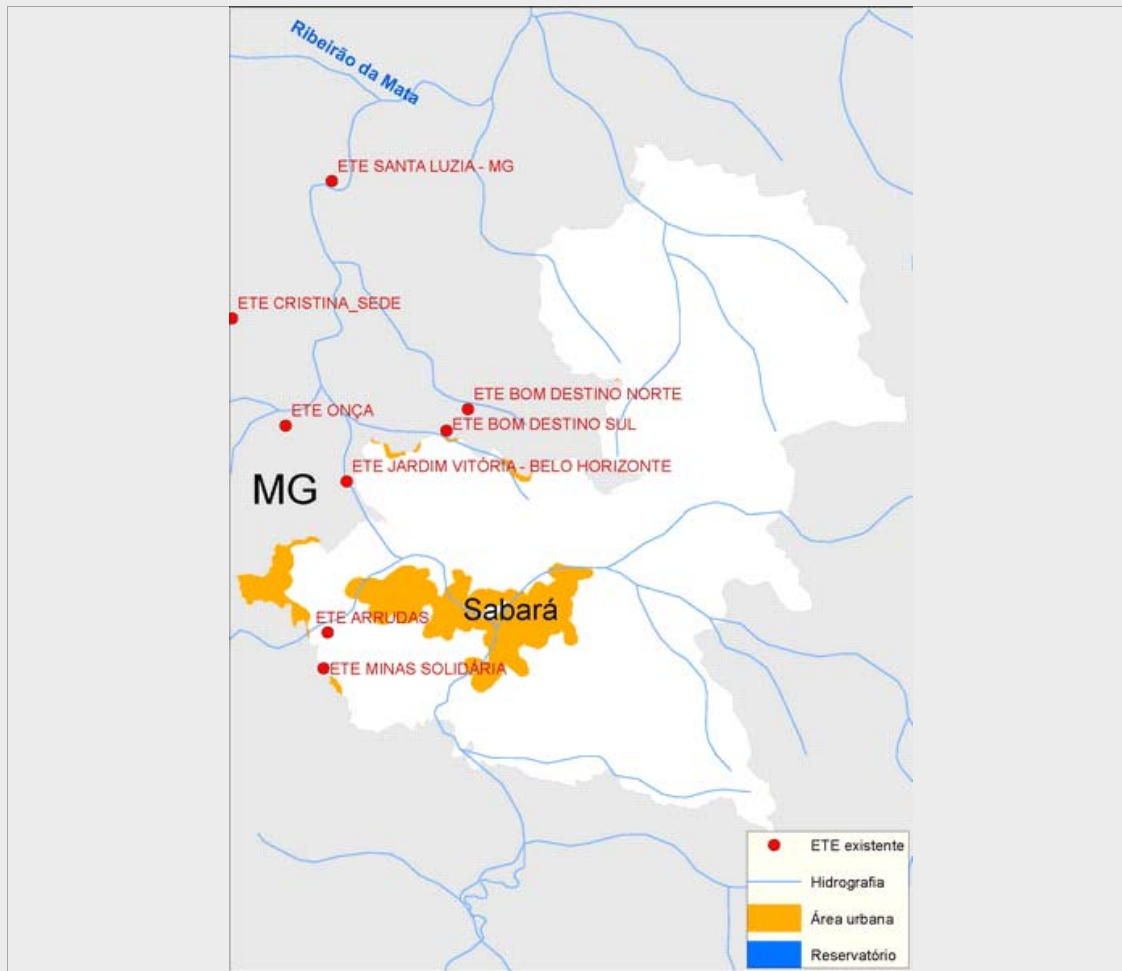 Ribeirão da Mata
ETE SANTA LUZIA - MG
ETE CRISTINA_SEDE
ETE BOM DESTINO NORTE
ETE ONÇA
ETE BOM DESTINO SUL
ETE JARDIM VITÓRIA - BELO HORIZONTE
MG
Sabará
ETE ARRUDAS
ETE MINAS SOLIDÁRIA
ETE existente
Hidrografia
Área urbana
Reservatório